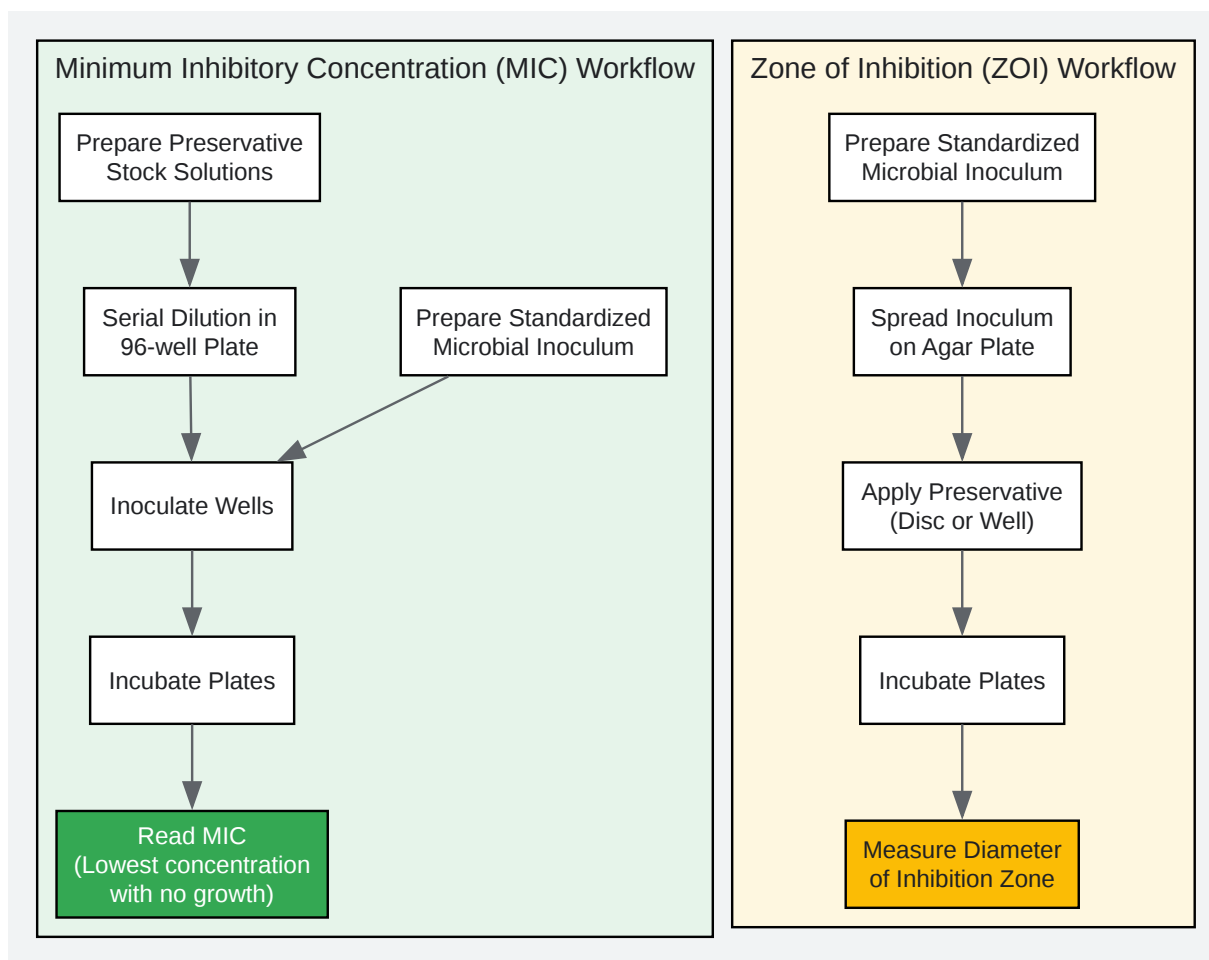 Minimum Inhibitory Concentration (MIC) Workflow
Prepare Preservative
Stock Solutions
Serial Dilution in
96-well Plate
Prepare Standardized
Microbial Inoculum
Inoculate Wells
Incubate Plates
Read MIC
(Lowest concentration
with no growth)
Zone of Inhibition (ZOI) Workflow
Prepare Standardized
Microbial Inoculum
Spread Inoculum
on Agar Plate
Apply Preservative
(Disc or Well)
Incubate Plates
Measure Diameter
of Inhibition Zone